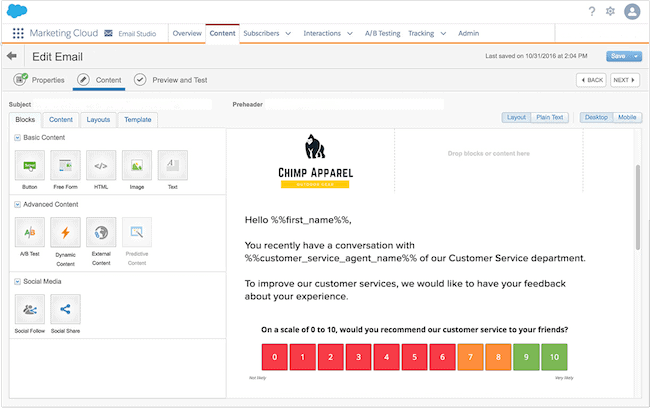 Marketing Cloud Email Studio Overview Content Subscribers Interactions A/B Testing Tracking Admin
Edit Email Last saved on 10/31/2016 at 2:04 PM Save
Properties Content Preview and Test BACK NEXT
Subject Preheader
Blocks Content Layouts Template Layout Plain Text Desktop Mobile
Basic Content
Button Free Form HTML Image Text
Advanced Content
A/B Test Dynamic Content External Content Predictive Content
Social Media
Social Follow Social Share
Drop blocks or content here
CHIMP APPAREL
Hello %%first_name%%,
You recently have a conversation with
%%customer_service_agent_name%% of our Customer Service department.
To improve our customer services, we would like to have your feedback
about your experience.
On a scale of 0 to 10, would you recommend our customer service to your friends?
0 1 2 3 4 5 6 7 8 9 10
Not likely Very likely